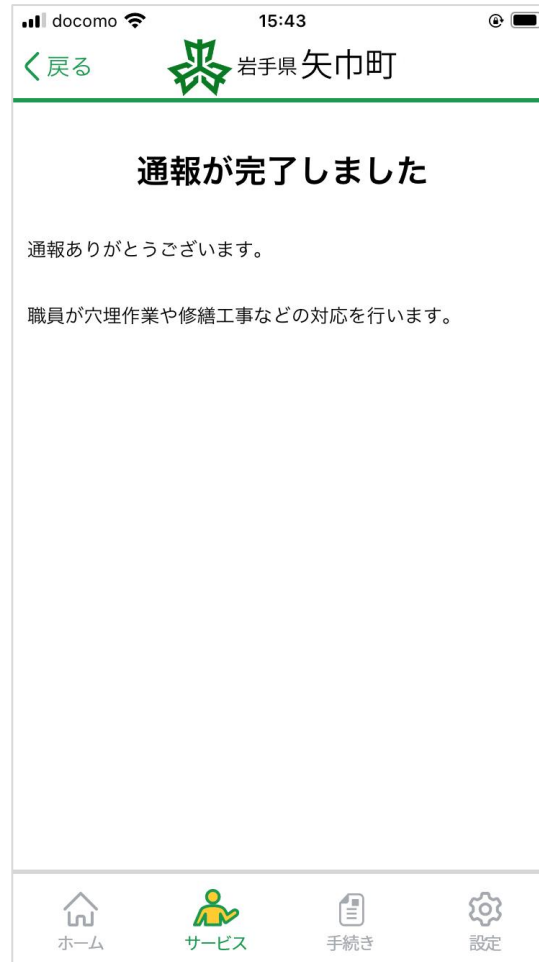 docomo 15:43
戻る 岩手県 矢巾町
通報が完了しました
通報ありがとうございます。
職員が穴埋作業や修繕工事などの対応を行います。
ホーム サービス 手続き 設定